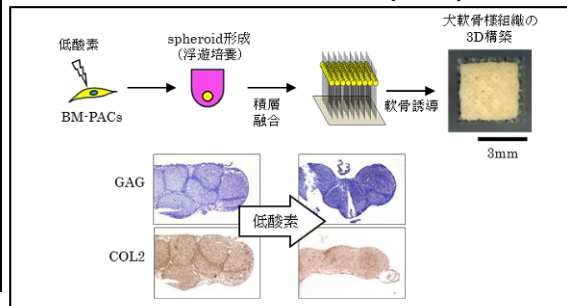 低酸素
BM-PACs
spheroid形成
(浮遊培養)
積層
融合
軟骨誘導
犬軟骨様組織の
3D構築
3mm
GAG
低酸素
COL2